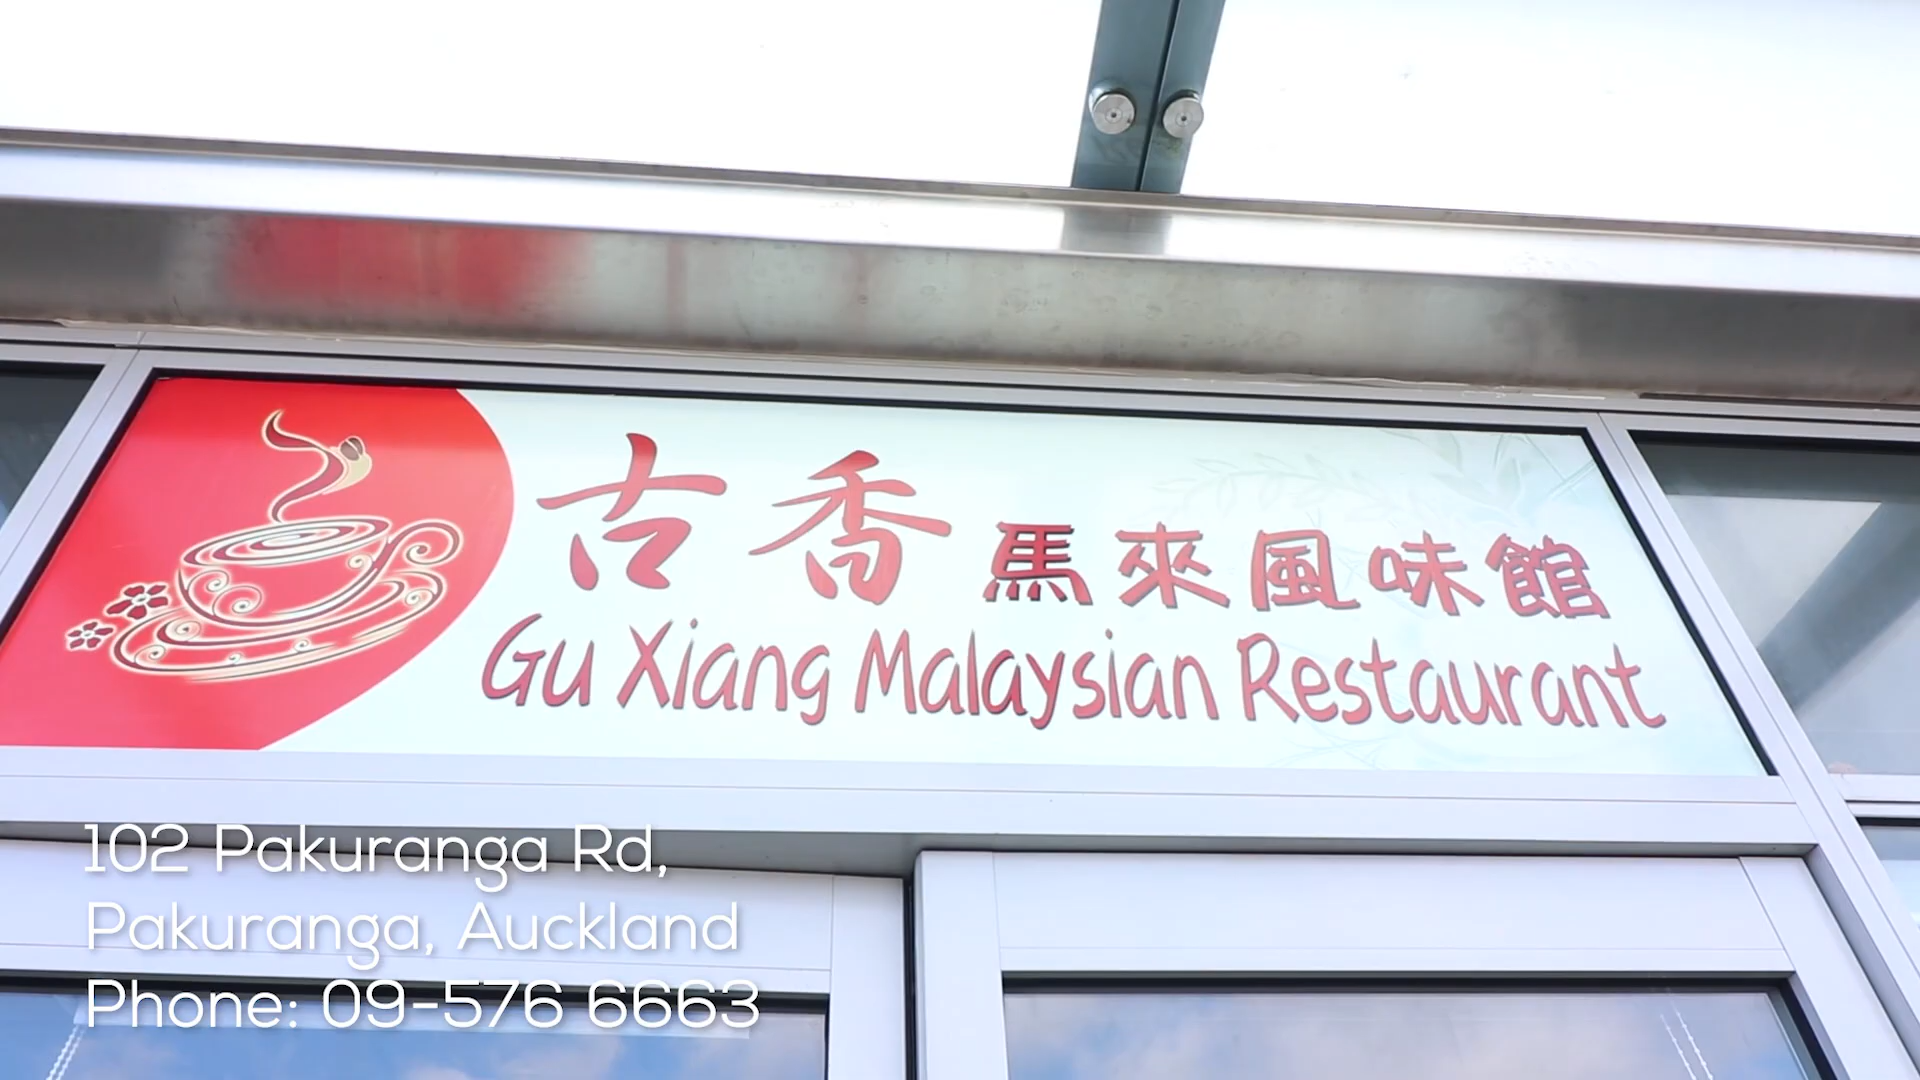 古香馬來風味館
Gu Xiang Malaysian Restaurant
102 Pakuranga Rd,
Pakuranga, Auckland
Phone: 09-576 6663